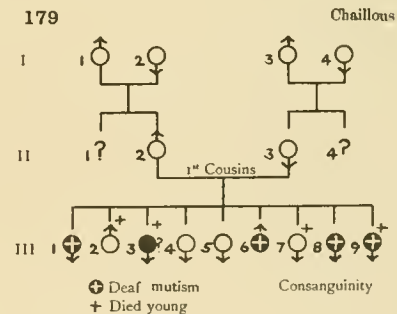 179 Chaillous
I 1 2 3 4
II 1? 2 1st Cousins 3 4?
+ + + +
III 1 2 3 ? 4 5 6 7 8 9
Deaf mutism Consanguinity
+ Died young